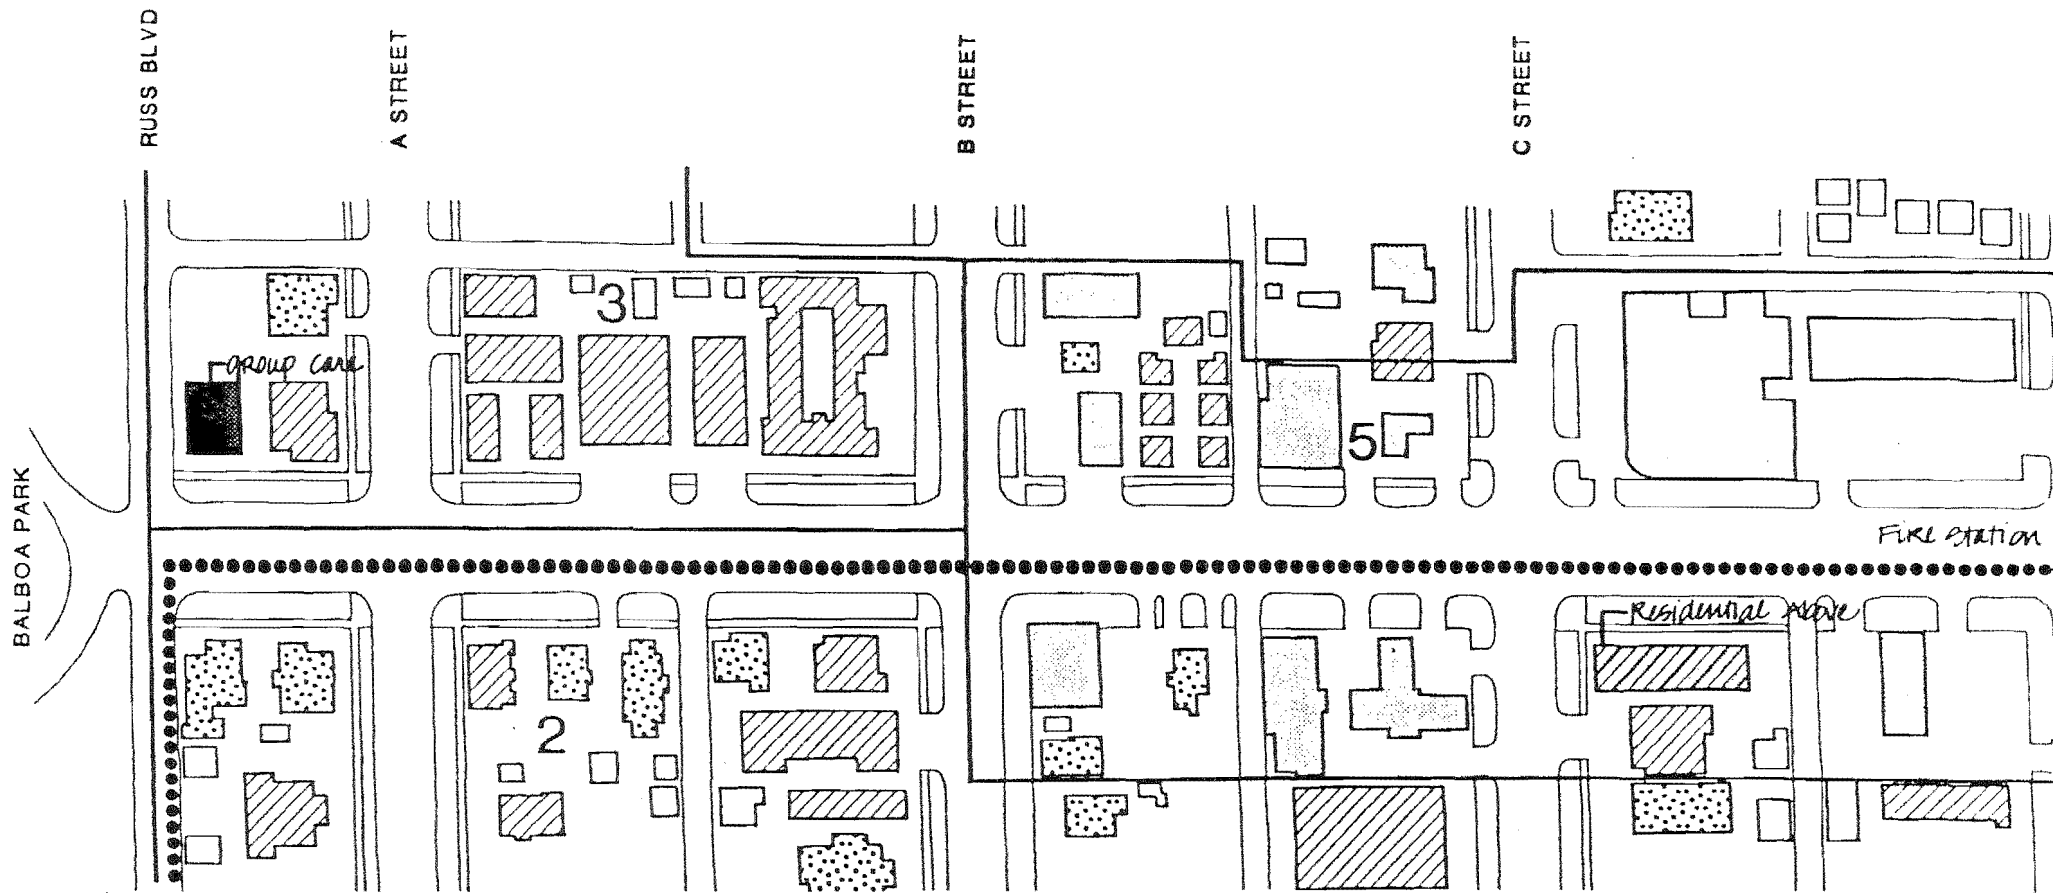 RUSS BLVD
A STREET
B STREET
C STREET
3
group care
5
BALBOA PARK
Fire Station
Residential Above
2